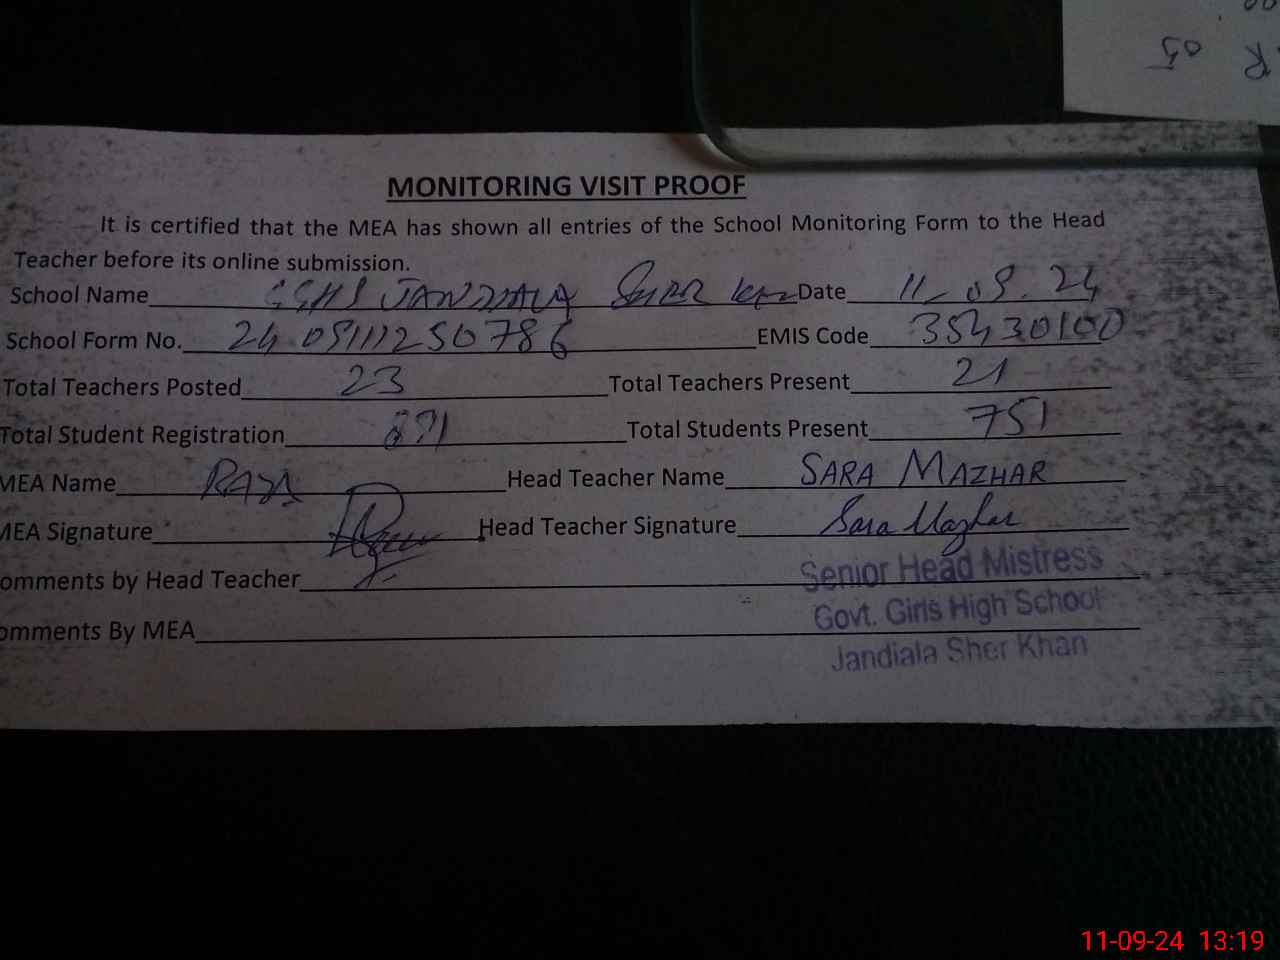 R 05
MONITORING VISIT PROOF
It is certified that the MEA has shown all entries of the School Monitoring Form to the Head
Teacher before its online submission.
School Name GGHS JANDIALA SHER Date 11-09.24
School Form No. 240911125 0786 EMIS Code 35430100
Total Teachers Posted 23 Total Teachers Present 21
Total Student Registration Total Students Present 751
MEA Name RAZA Head Teacher Name SARA MAZHAR
MEA Signature Head Teacher Signature Sara Mazhar
omments by Head Teacher
Senior Head Mistress
Govt. Girls High School
omments By MEA
Jandiala Sher Khan
11-09-24 13:19